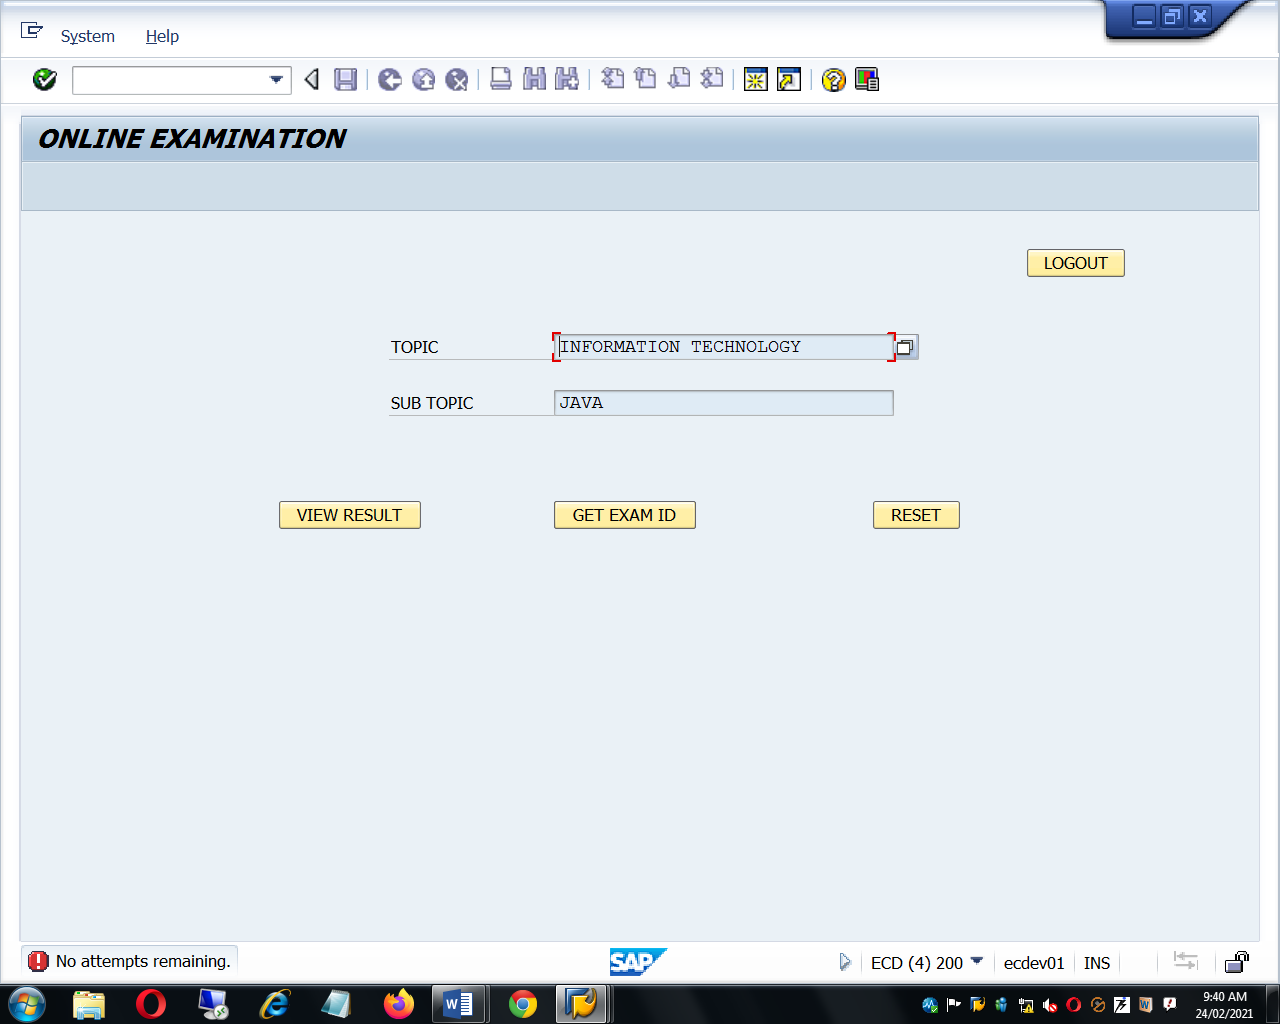 System Help
ONLINE EXAMINATION
LOGOUT
TOPIC INFORMATION TECHNOLOGY
SUB TOPIC JAVA
VIEW RESULT GET EXAM ID RESET
No attempts remaining. SAP ECD (4) 200 ecdev01 INS
9:40 AM
24/02/2021